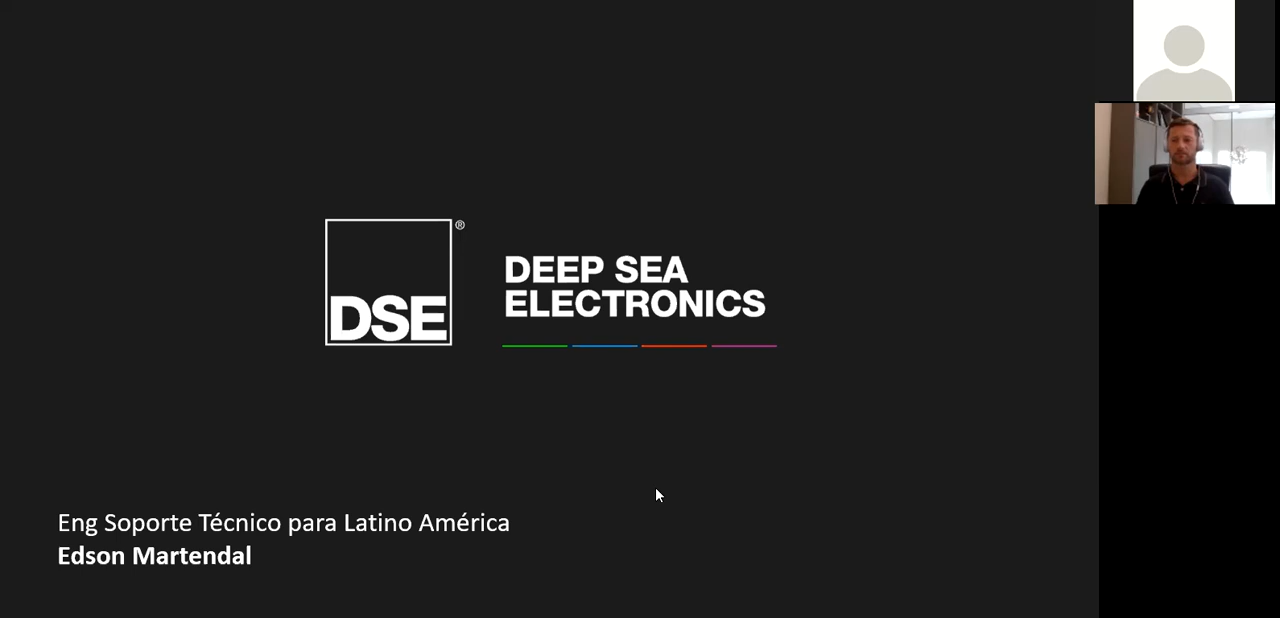 DSE®
DEEP SEA
ELECTRONICS
Eng Soporte Técnico para Latino América
Edson Martendal